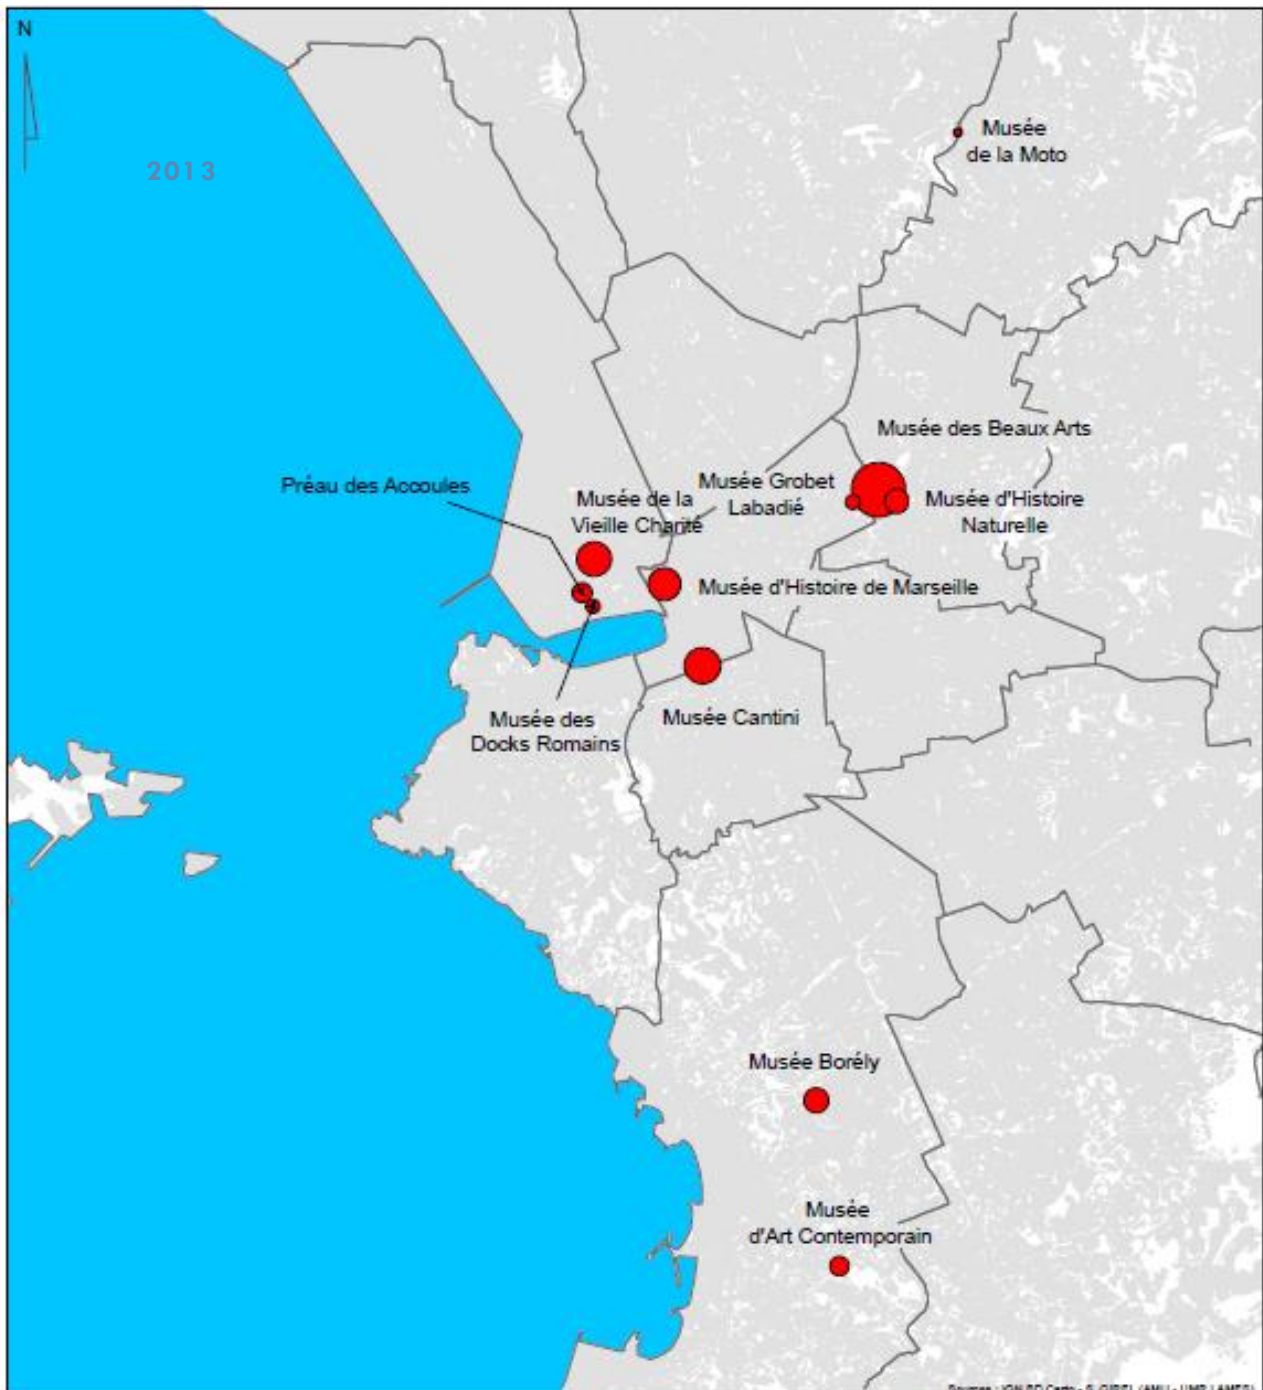 N
2013
Musée
de la Moto
Musée des Beaux Arts
Préau des Accoules
Musée de la
Vieille Charité
Musée Grobet
Labadié
Musée d'Histoire
Naturelle
Musée d'Histoire de Marseille
Musée des
Docks Romains
Musée Cantini
Musée Borély
Musée
d'Art Contemporain